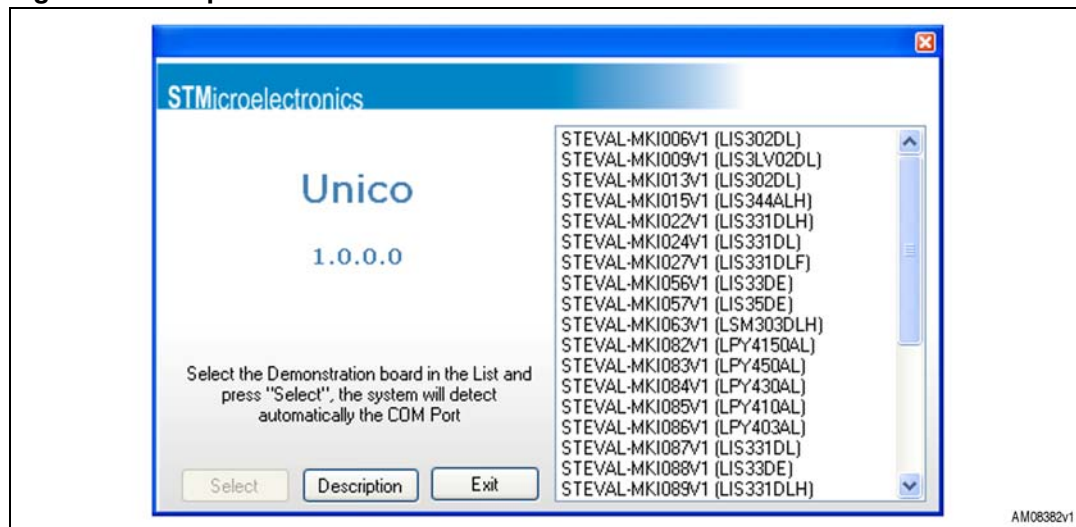 STMicroelectronics
Unico
1.0.0.0
Select the Demonstration board in the List and
press "Select", the system will detect
automatically the COM Port
Select
Description
Exit
STEVAL-MKI006V1 (LIS302DL)
STEVAL-MKI009V1 (LIS3LV02DL)
STEVAL-MKI013V1 (LIS302DL)
STEVAL-MKI015V1 (LIS344ALH)
STEVAL-MKI022V1 (LIS331DLH)
STEVAL-MKI024V1 (LIS331DL)
STEVAL-MKI027V1 (LIS331DLF)
STEVAL-MKI056V1 (LIS33DE)
STEVAL-MKI057V1 (LIS35DE)
STEVAL-MKI063V1 (LSM303DLH)
STEVAL-MKI082V1 (LPY4150AL)
STEVAL-MKI083V1 (LPY450AL)
STEVAL-MKI084V1 (LPY430AL)
STEVAL-MKI085V1 (LPY410AL)
STEVAL-MKI086V1 (LPY403AL)
STEVAL-MKI087V1 (LIS331DL)
STEVAL-MKI088V1 (LIS33DE)
STEVAL-MKI089V1 (LIS331DLH)
AM08382v1